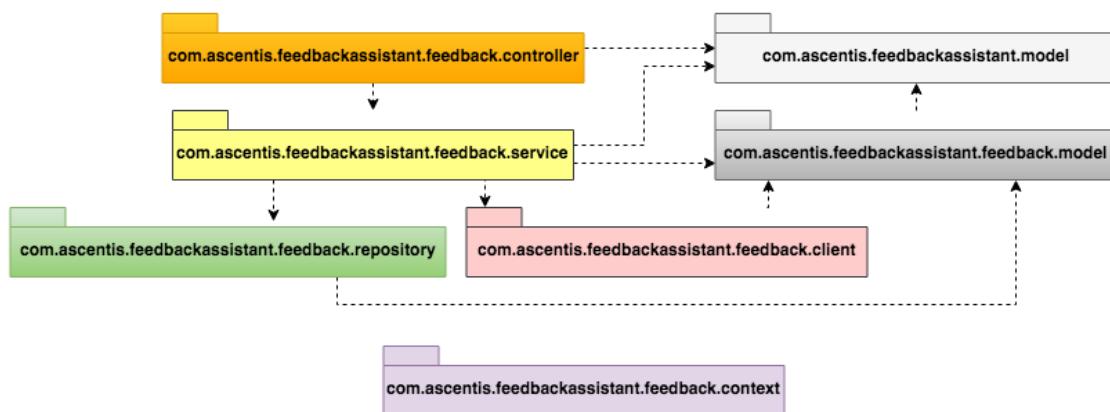 com.ascentis.feedbackassistant.feedback.controller
com.ascentis.feedbackassistant.model
com.ascentis.feedbackassistant.feedback.service
com.ascentis.feedbackassistant.feedback.model
com.ascentis.feedbackassistant.feedback.repository
com.ascentis.feedbackassistant.feedback.client
com.ascentis.feedbackassistant.feedback.context